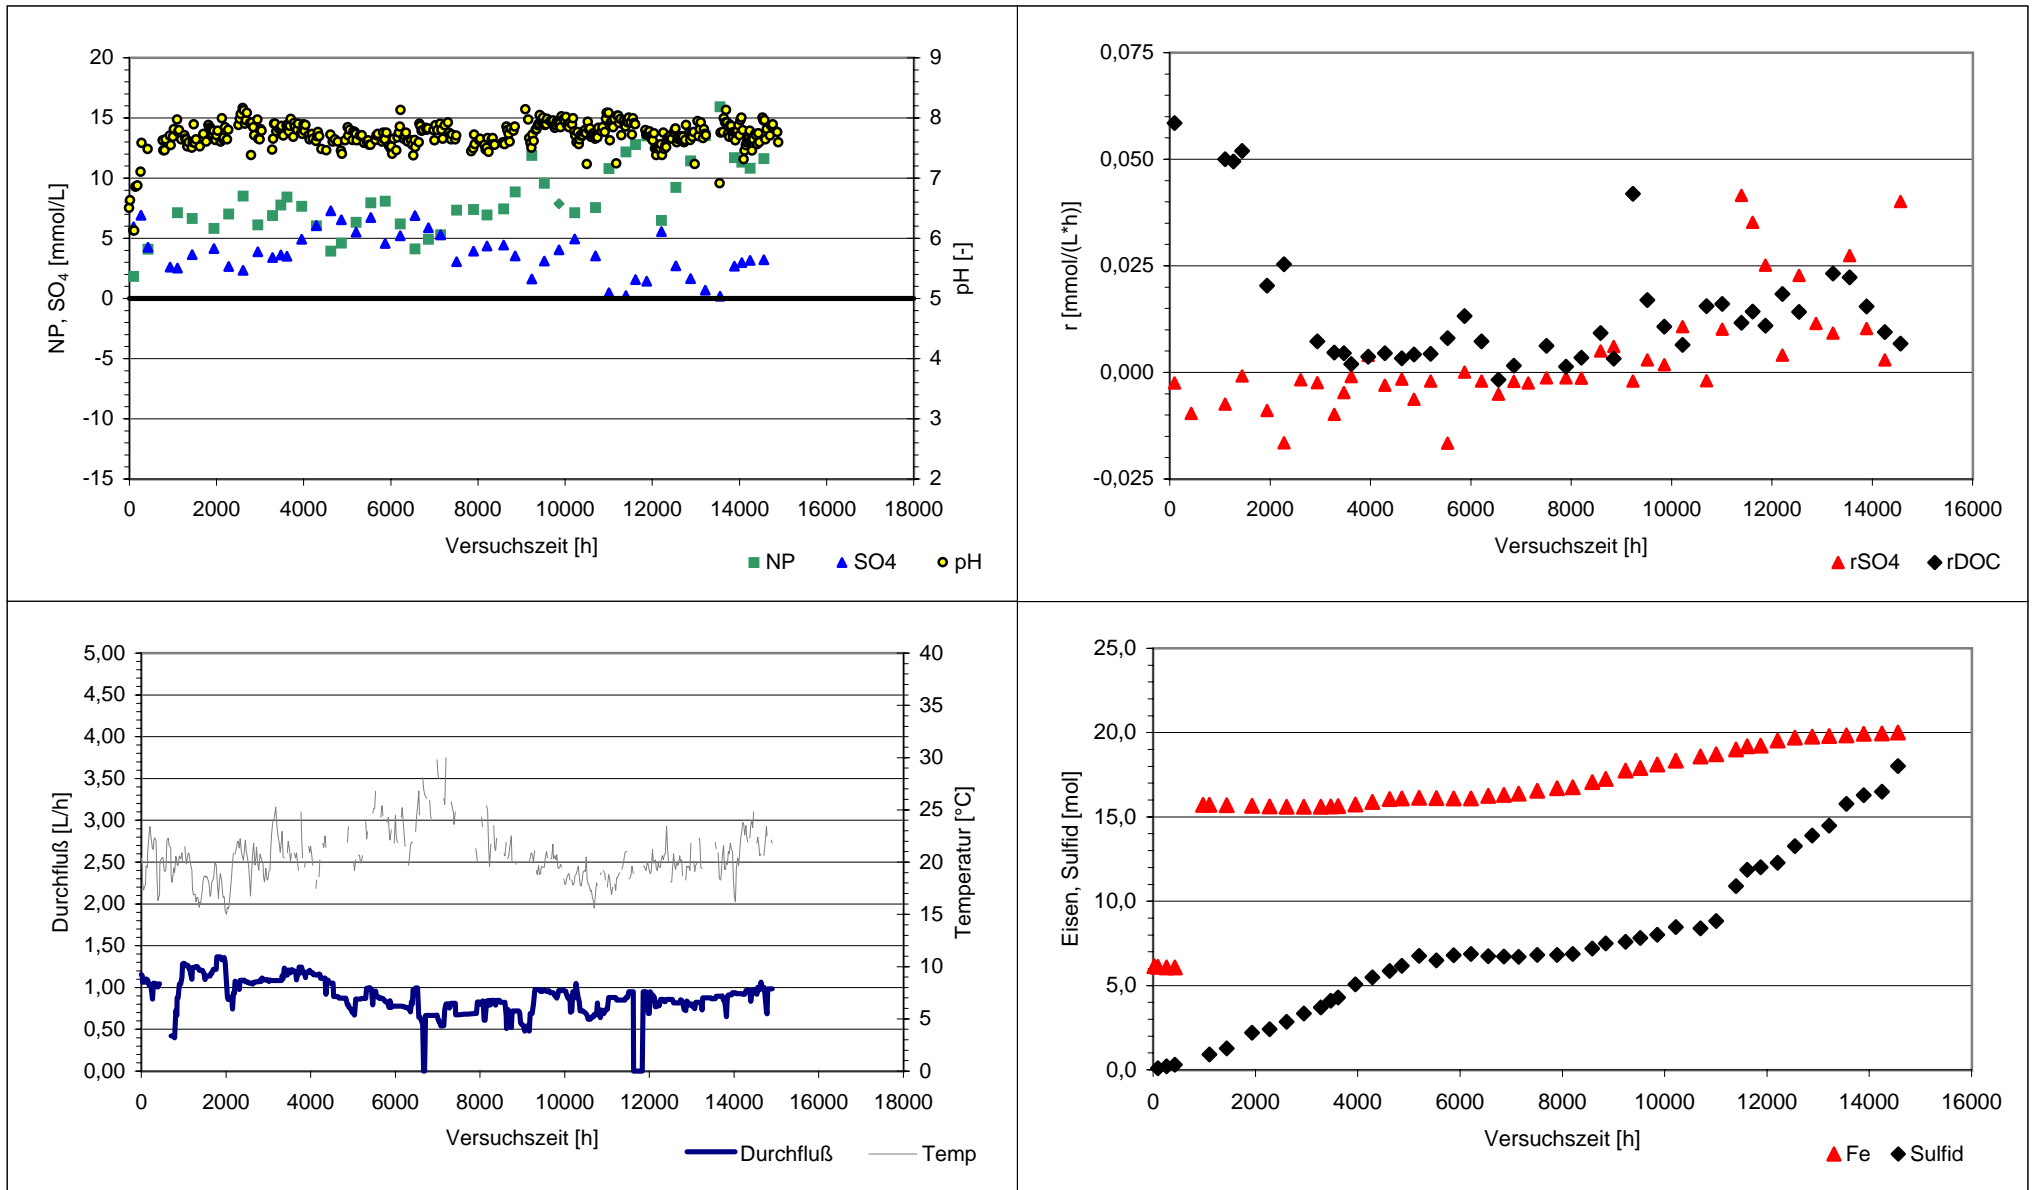 20
15
10
5
0
-5
-10
-15
NP, SO4 [mmol/L]
9
8
7
6
5
4
3
2
pH [-]
0 2000 4000 6000 8000 10000 12000 14000 16000 18000
Versuchszeit [h]
NP SO4 pH
0,075
0,050
0,025
0,000
-0,025
r [mmol/(L*h)]
0 2000 4000 6000 8000 10000 12000 14000 16000
Versuchszeit [h]
rSO4 rDOC
5,00
4,50
4,00
3,50
3,00
2,50
2,00
1,50
1,00
0,50
0,00
Durchfluß [L/h]
40
35
30
25
20
15
10
5
0
Temperatur [°C]
0 2000 4000 6000 8000 10000 12000 14000 16000 18000
Versuchszeit [h]
Durchfluß Temp
25,0
20,0
15,0
10,0
5,0
0,0
Eisen, Sulfid [mol]
0 2000 4000 6000 8000 10000 12000 14000 16000
Versuchszeit [h]
Fe Sulfid